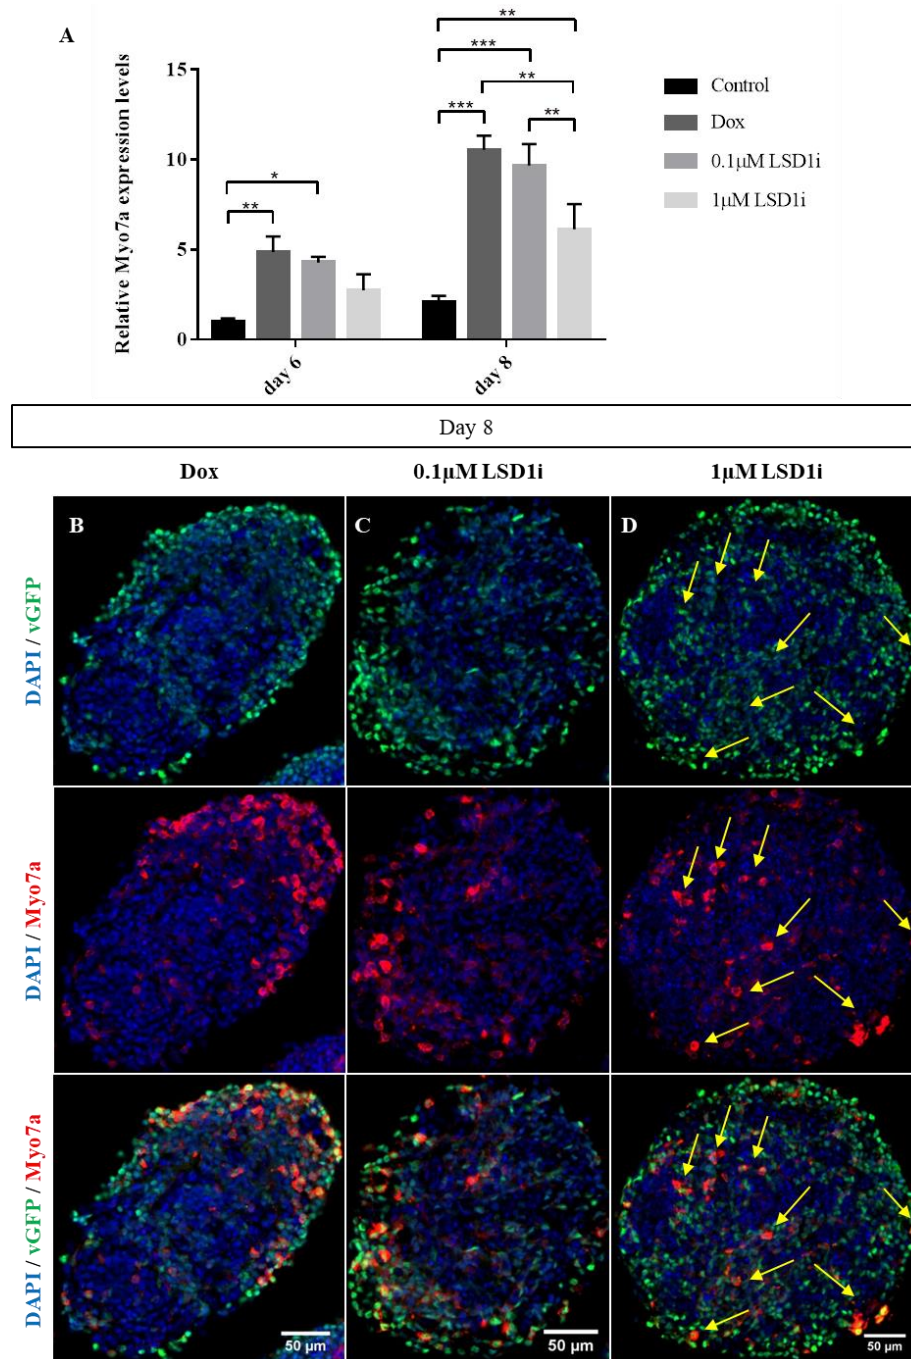 A
Relative Myo7a expression levels
15
10
5
0
*
**
**
***
**
***
**
day 6
day 8
Control
Dox
0.1µM LSD1i
1µM LSD1i
Day 8
Dox
0.1µM LSD1i
1µM LSD1i
B
C
D
DAPI / vGFP
DAPI / Myo7a
DAPI / vGFP / Myo7a
50 µm
50 µm
50 µm